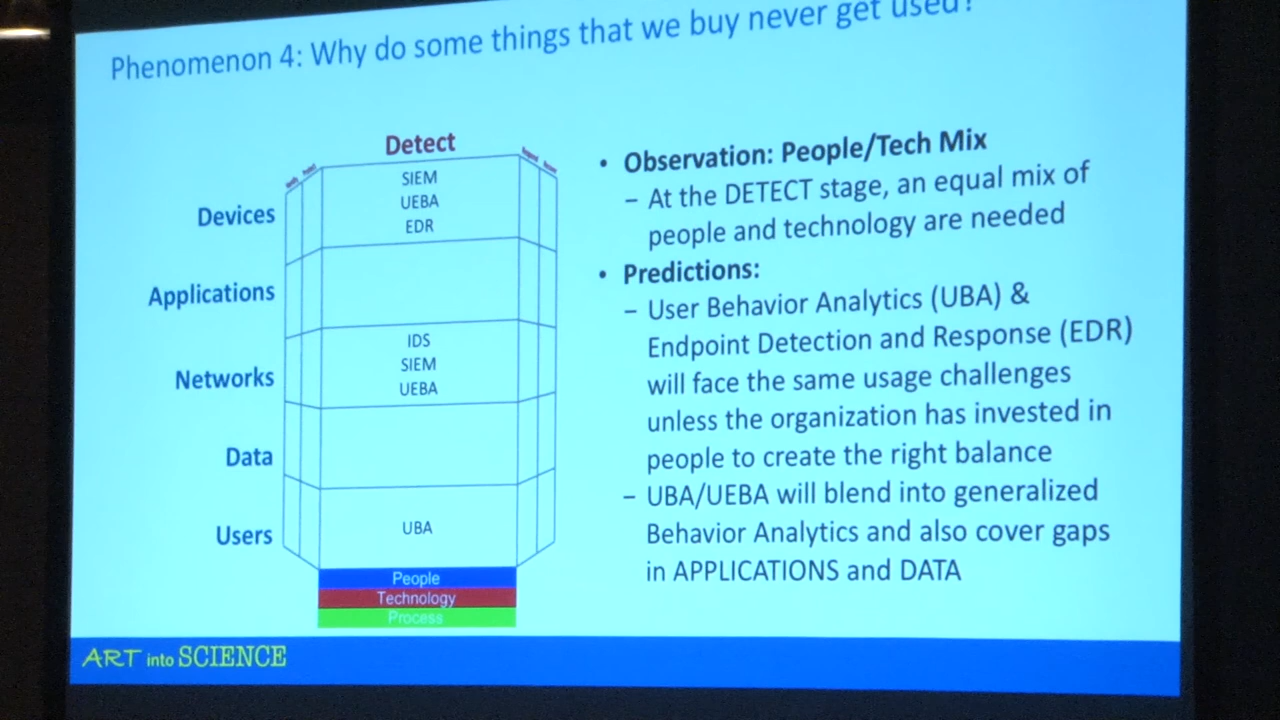 Phenomenon 4: Why do some things that we buy never get used?
Detect
Devices
SIEM
UEBA
EDR
Applications
Networks
IDS
SIEM
UEBA
Data
Users
UBA
People
Technology
Process
• Observation: People/Tech Mix
– At the DETECT stage, an equal mix of
people and technology are needed
• Predictions:
– User Behavior Analytics (UBA) &
Endpoint Detection and Response (EDR)
will face the same usage challenges
unless the organization has invested in
people to create the right balance
– UBA/UEBA will blend into generalized
Behavior Analytics and also cover gaps
in APPLICATIONS and DATA
ART into SCIENCE